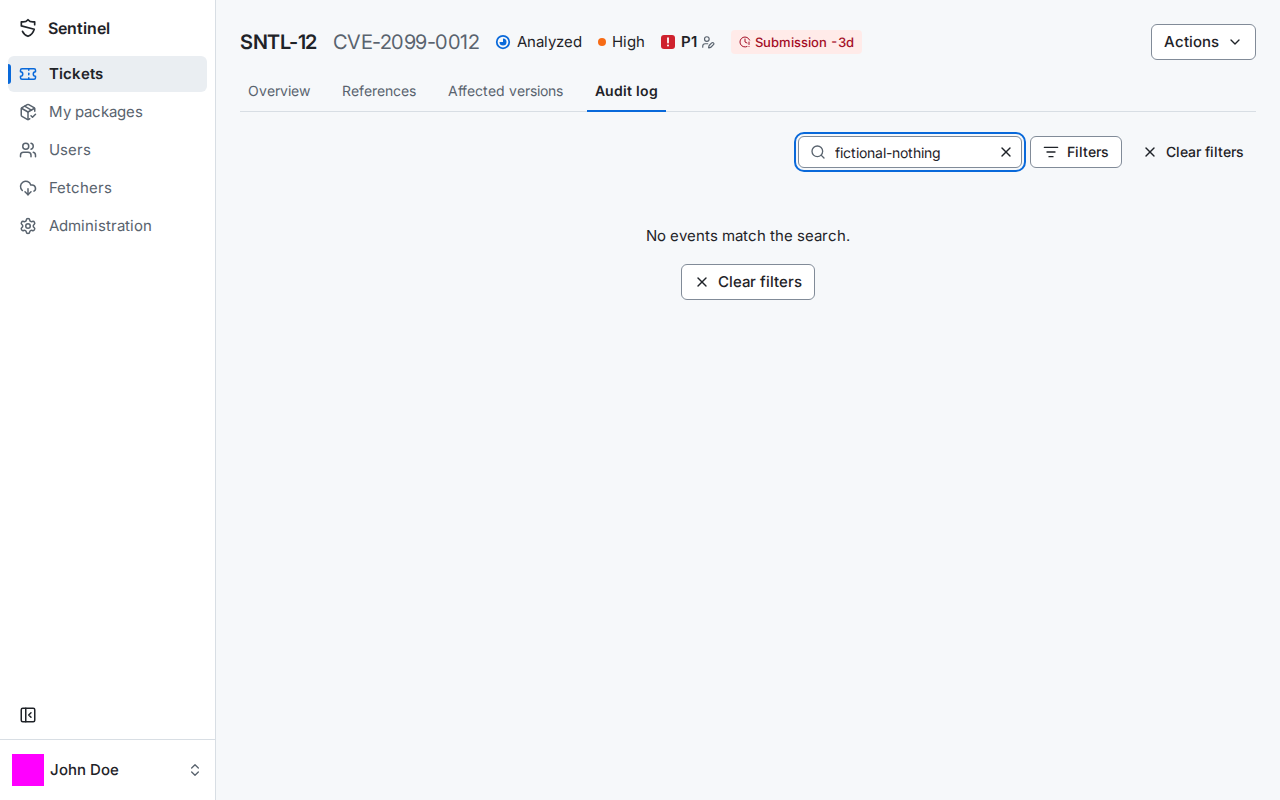 Sentinel
Tickets
My packages
Users
Fetchers
Administration
John Doe
SNTL-12 CVE-2099-0012 Analyzed High P1 Submission -3d
Actions
Overview References Affected versions Audit log
fictional-nothing Filters Clear filters
No events match the search.
Clear filters